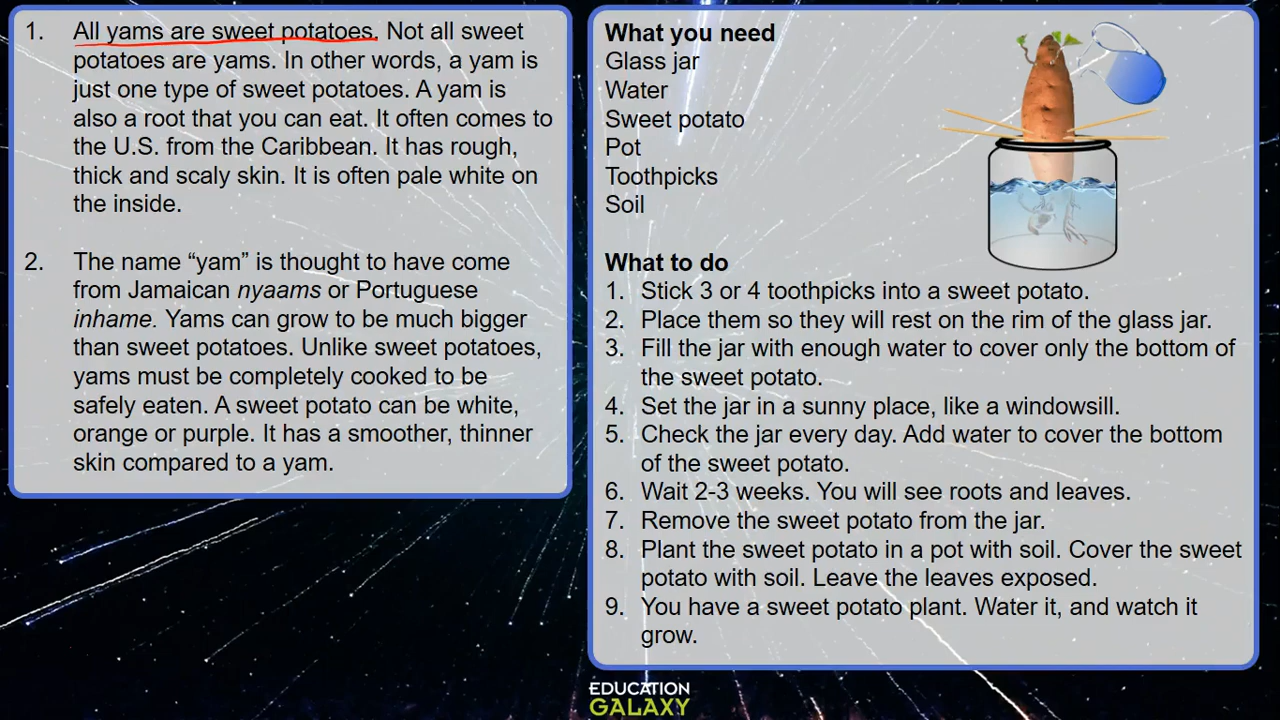 1. All yams are sweet potatoes. Not all sweet
potatoes are yams. In other words, a yam is
just one type of sweet potatoes. A yam is
also a root that you can eat. It often comes to
the U.S. from the Caribbean. It has rough,
thick and scaly skin. It is often pale white on
the inside.
2. The name “yam” is thought to have come
from Jamaican nyaams or Portuguese
inhame. Yams can grow to be much bigger
than sweet potatoes. Unlike sweet potatoes,
yams must be completely cooked to be
safely eaten. A sweet potato can be white,
orange or purple. It has a smoother, thinner
skin compared to a yam.
What you need
Glass jar
Water
Sweet potato
Pot
Toothpicks
Soil
What to do
1. Stick 3 or 4 toothpicks into a sweet potato.
2. Place them so they will rest on the rim of the glass jar.
3. Fill the jar with enough water to cover only the bottom of
the sweet potato.
4. Set the jar in a sunny place, like a windowsill.
5. Check the jar every day. Add water to cover the bottom
of the sweet potato.
6. Wait 2-3 weeks. You will see roots and leaves.
7. Remove the sweet potato from the jar.
8. Plant the sweet potato in a pot with soil. Cover the sweet
potato with soil. Leave the leaves exposed.
9. You have a sweet potato plant. Water it, and watch it
grow.
EDUCATION
GALAXY